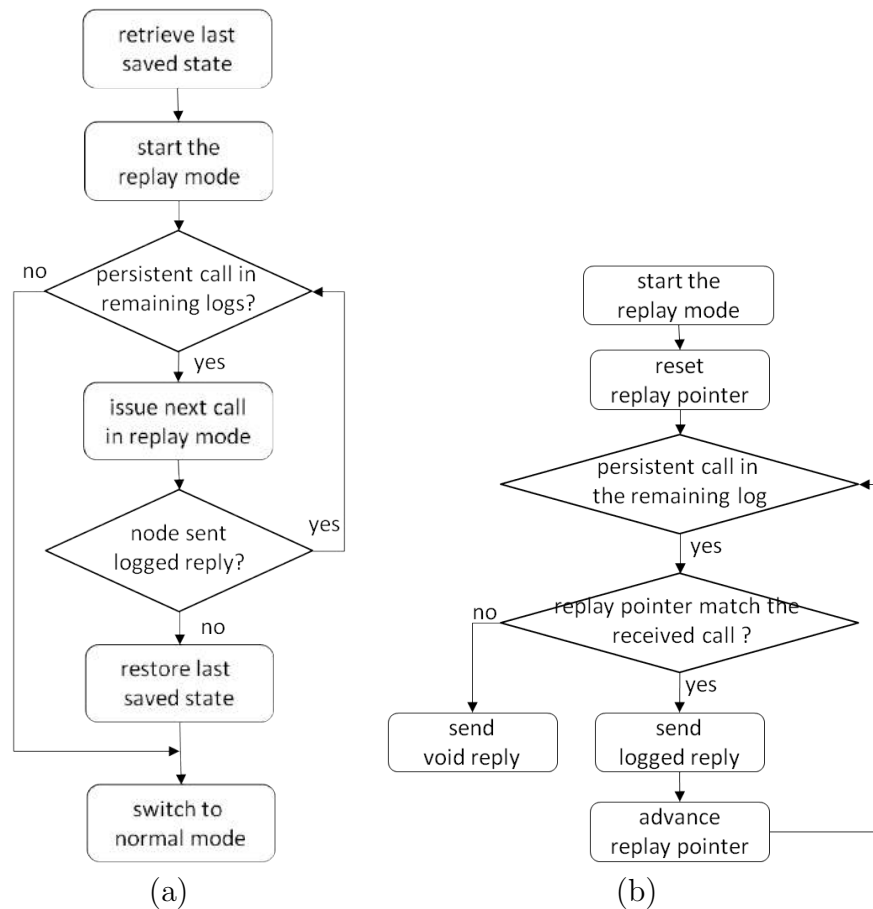 retrieve last
saved state
start the
replay mode
no
persistent call in
remaining logs?
yes
issue next call
in replay mode
node sent
logged reply?
yes
no
restore last
saved state
switch to
normal mode
(a)
start the
replay mode
reset
replay pointer
persistent call in
the remaining log
yes
replay pointer match the
received call ?
no
yes
send
void reply
send
logged reply
advance
replay pointer
(b)